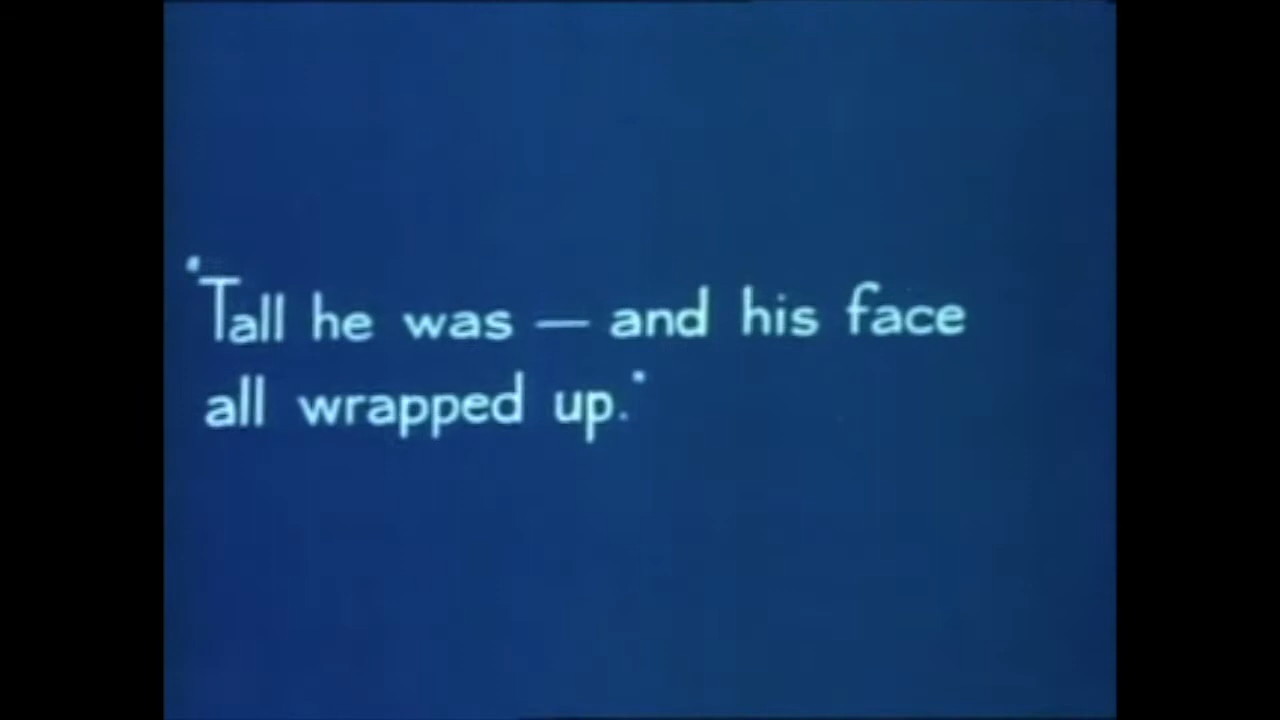 "Tall he was — and his face
all wrapped up."